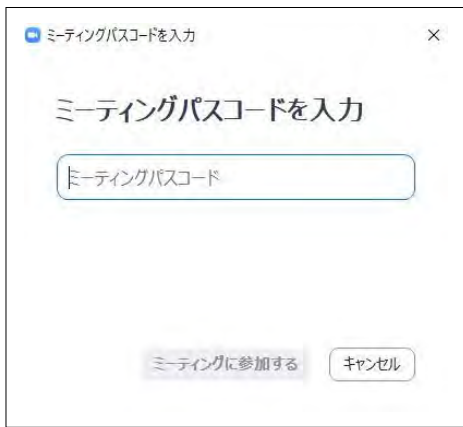 ミーティングパスコードを入力
ミーティングパスコードを入力
ミーティングパスコード
ミーティングに参加する キャンセル